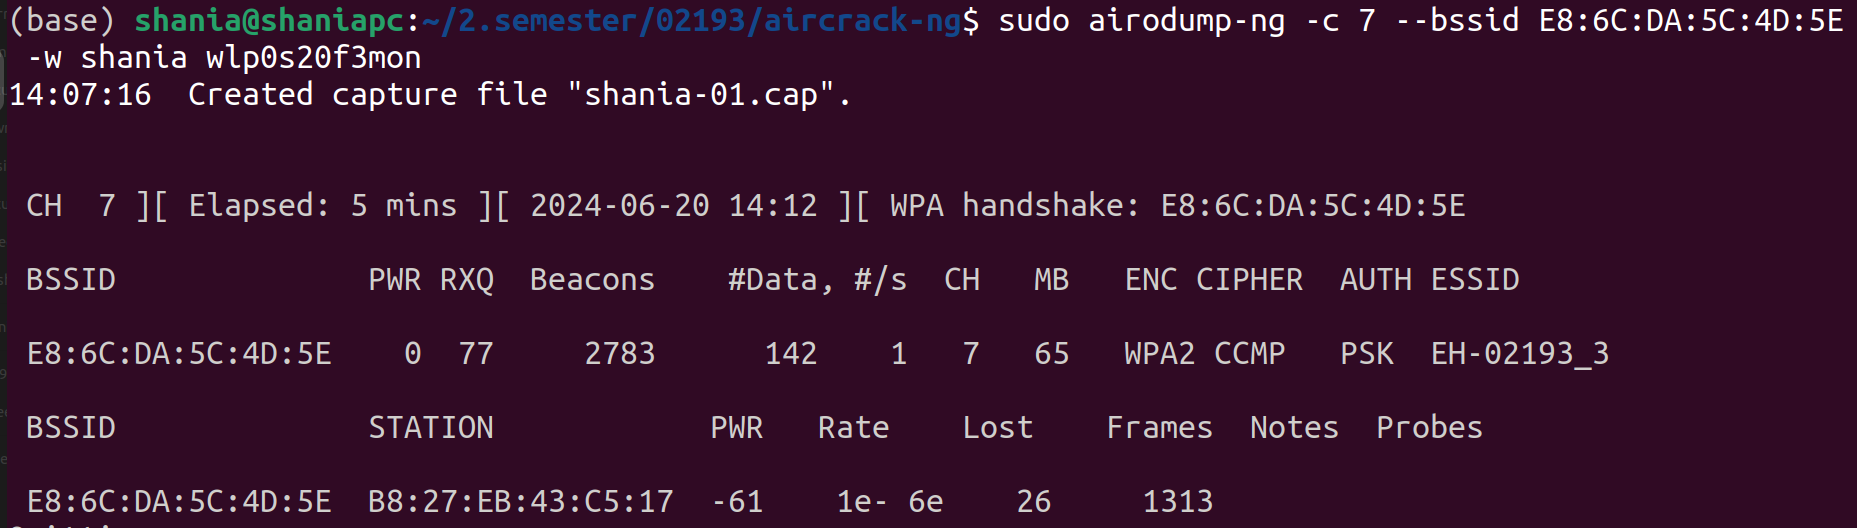 (base) shania@shaniapc:~/2.semester/02193/aircrack-ng$ sudo airodump-ng -c 7 --bssid E8:6C:DA:5C:4D:5E
-w shania wlp0s20f3mon
14:07:16  Created capture file "shania-01.cap".
CH  7 ][ Elapsed: 5 mins ][ 2024-06-20 14:12 ][ WPA handshake: E8:6C:DA:5C:4D:5E
BSSID              PWR RXQ  Beacons    #Data, #/s  CH   MB   ENC CIPHER  AUTH ESSID
E8:6C:DA:5C:4D:5E    0  77     2783      142    1   7   65   WPA2 CCMP   PSK  EH-02193_3
BSSID              STATION            PWR   Rate    Lost    Frames  Notes  Probes
E8:6C:DA:5C:4D:5E  B8:27:EB:43:C5:17  -61    1e- 6e    26     1313